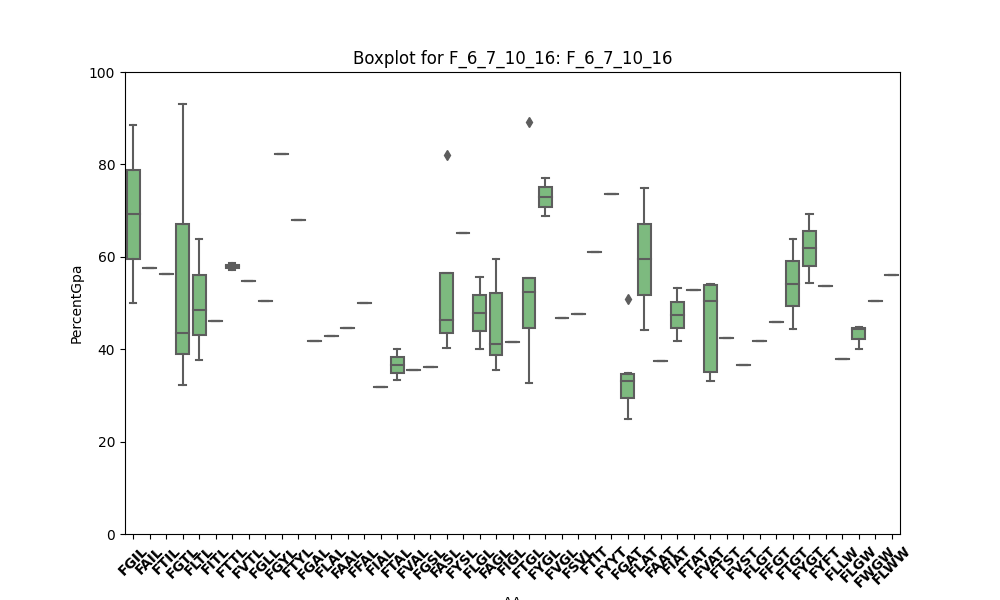 Boxplot for F_6_7_10_16: F_6_7_10_16
PercentGpa
100
80
60
40
20
0
FGIL
FAIL
FTIL
FGTL
FLTL
FITL
FTTL
FVTL
FGLL
FGYL
FTYL
FGAL
FLAL
FAAL
FFAL
FIAL
FTAL
FVAL
FGSL
FASL
FYSL
FLGL
FAGL
FIGL
FTGL
FYGL
FVGL
FSVL
FTIT
FYYT
FGAT
FLAT
FAAT
FIAT
FTAT
FVAT
FTST
FVST
FLGT
FFGT
FTGT
FYGT
FYFT
FLLW
FLGW
FWGW
FLWW